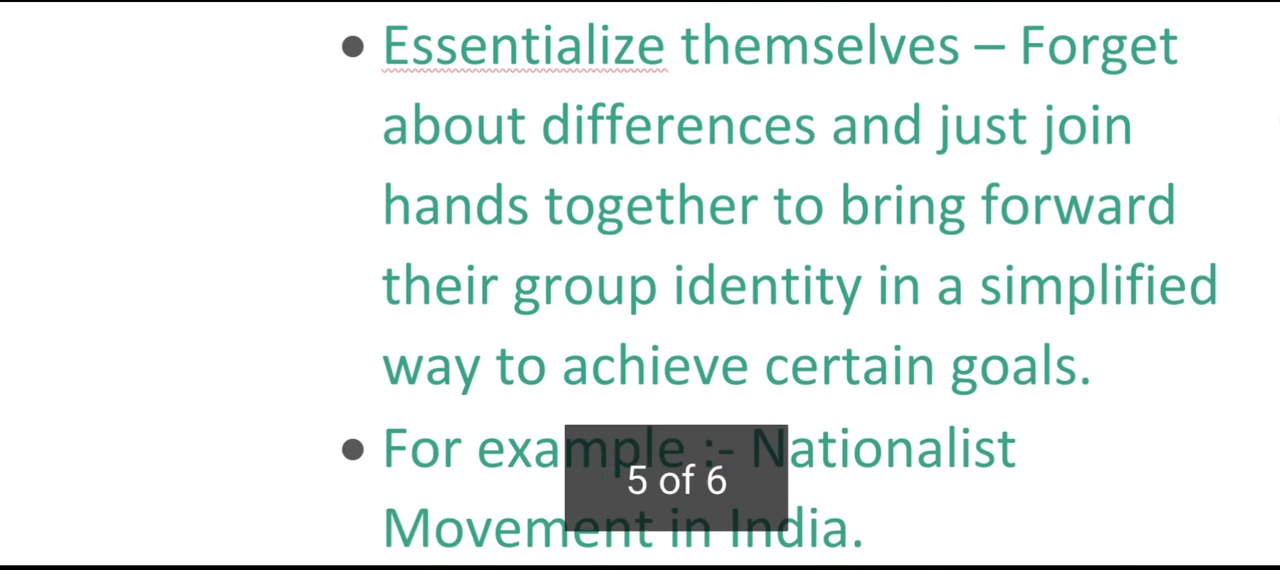 • Essentialize themselves – Forget
about differences and just join
hands together to bring forward
their group identity in a simplified
way to achieve certain goals.
• For example :- Nationalist
5 of 6
Movement in India.